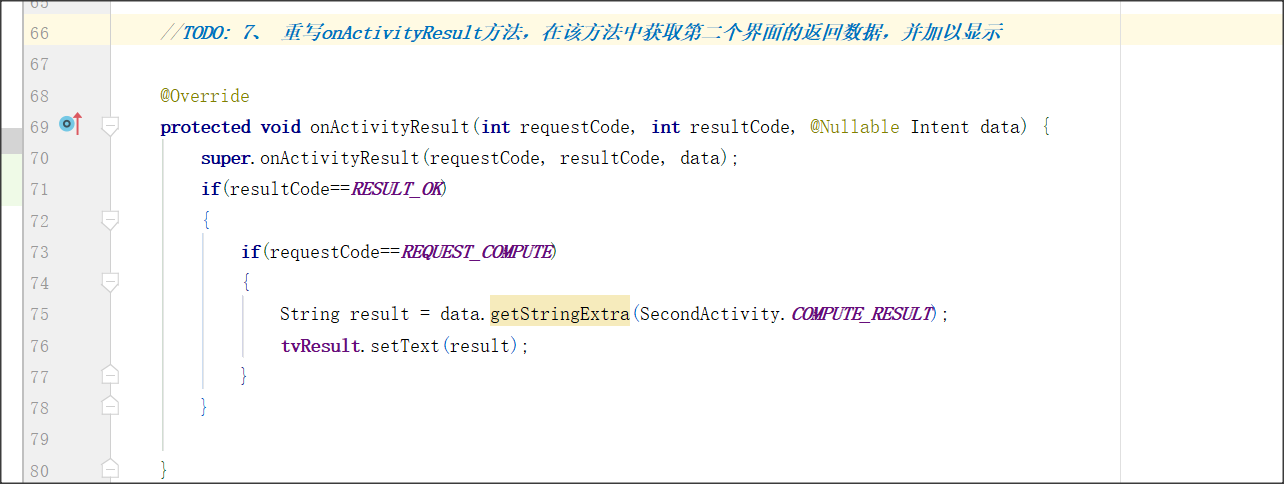 65
66 //TODO: 7、 重写onActivityResult方法，在该方法中获取第二个界面的返回数据，并加以显示
67
68 @Override
69 protected void onActivityResult(int requestCode, int resultCode, @Nullable Intent data) {
70 super.onActivityResult(requestCode, resultCode, data);
71 if(resultCode==RESULT_OK)
72 {
73 if(requestCode==REQUEST_COMPUTE)
74 {
75 String result = data.getStringExtra(SecondActivity.COMPUTE_RESULT);
76 tvResult.setText(result);
77 }
78 }
79
80 }